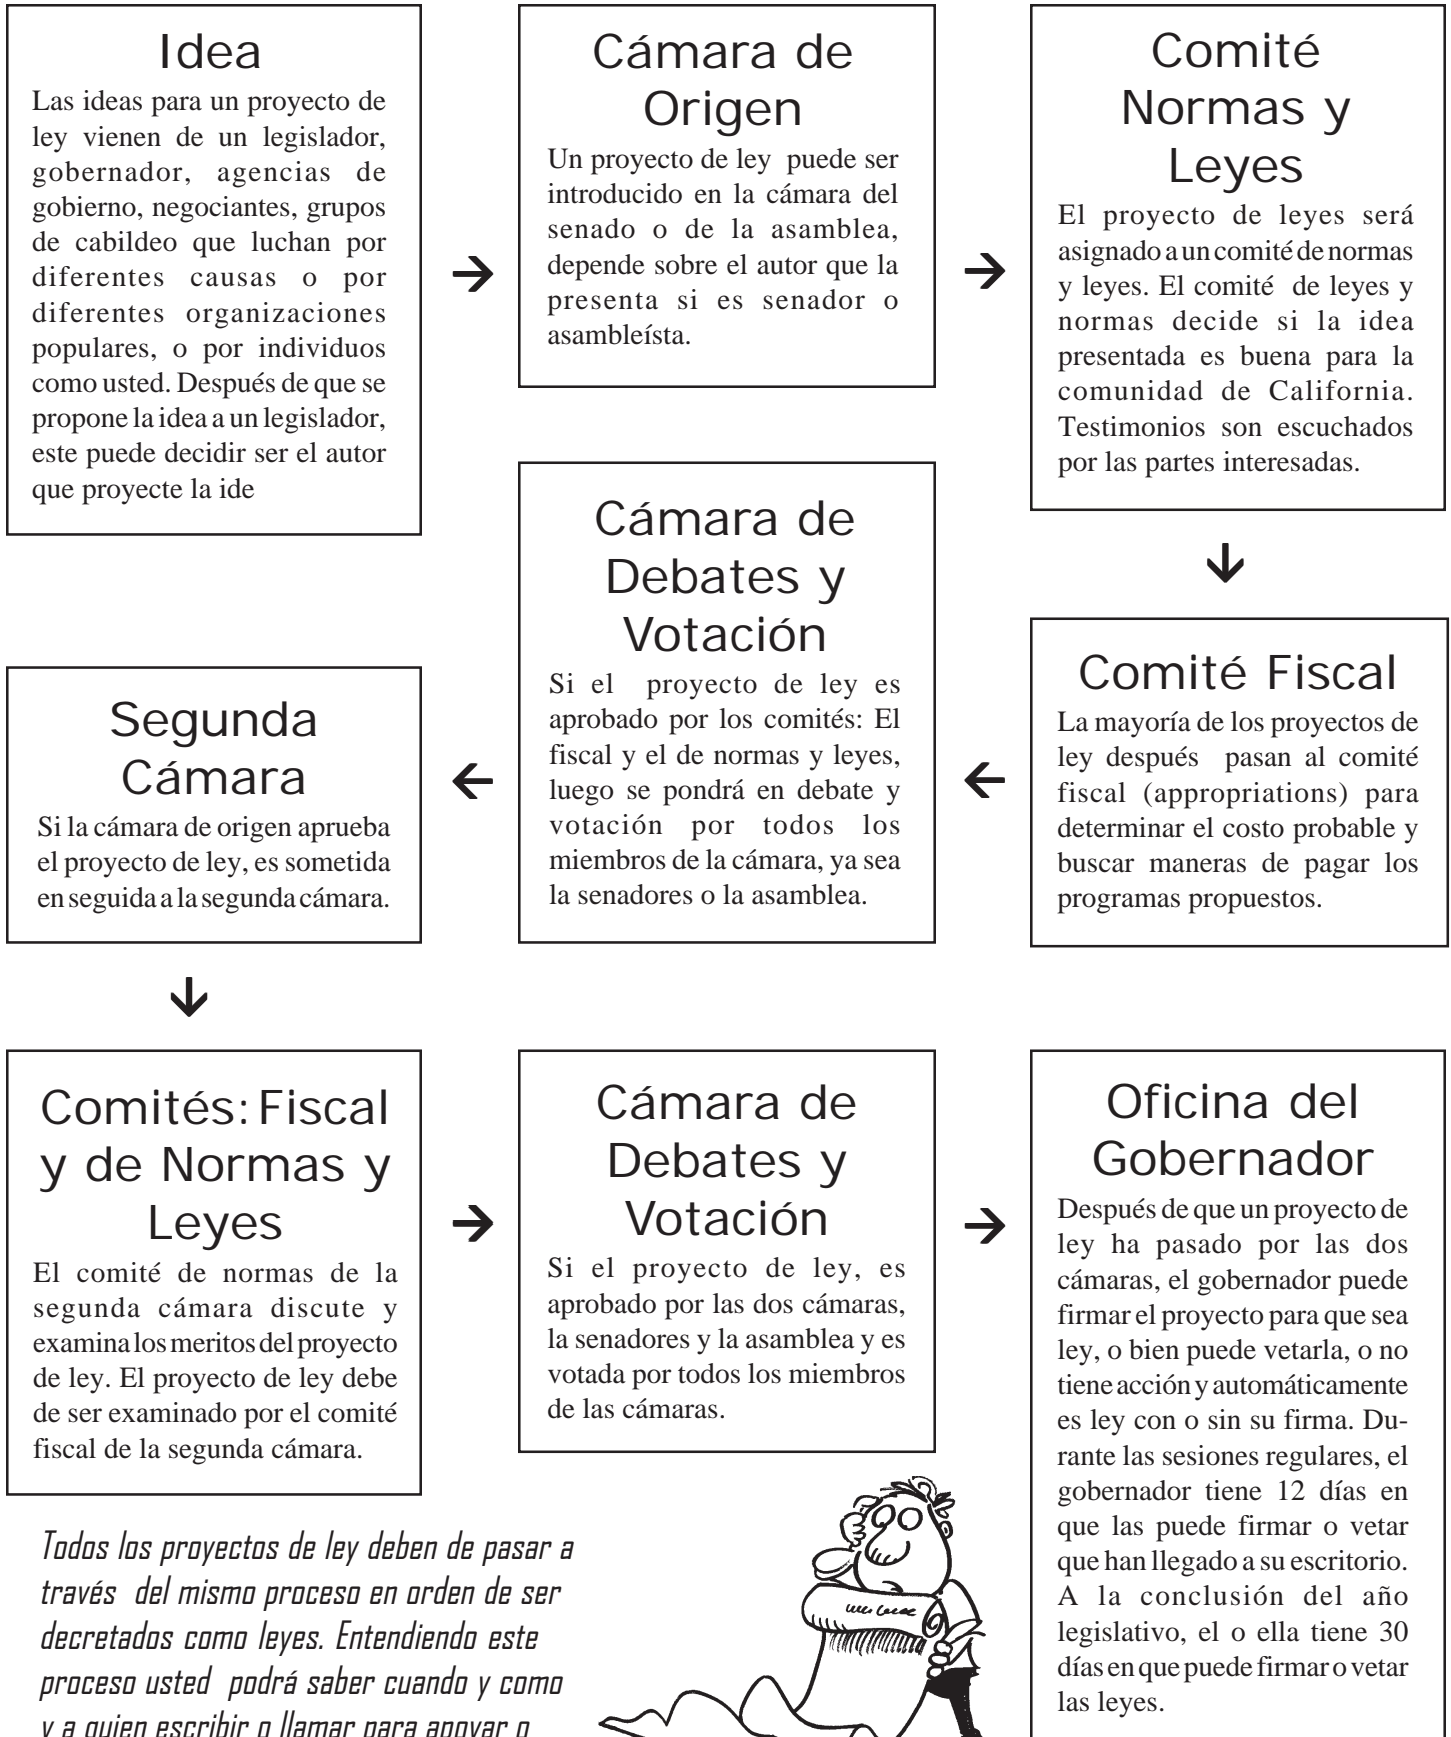 Idea
Las ideas para un proyecto de
ley vienen de un legislador,
gobernador, agencias de
gobierno, negociantes, grupos
de cabildeo que luchan por
diferentes causas o por
diferentes organizaciones
populares, o por individuos
como usted. Después de que se
propone la idea a un legislador,
este puede decidir ser el autor
que proyecte la ide
→
Cámara de
Origen
Un proyecto de ley puede ser
introducido en la cámara del
senado o de la asamblea,
depende sobre el autor que la
presenta si es senador o
asambleísta.
→
Comité
Normas y
Leyes
El proyecto de leyes será
asignado a un comité de normas
y leyes. El comité de leyes y
normas decide si la idea
presentada es buena para la
comunidad de California.
Testimonios son escuchados
por las partes interesadas.
↓
Comité Fiscal
La mayoría de los proyectos de
ley después pasan al comité
fiscal (appropriations) para
determinar el costo probable y
buscar maneras de pagar los
programas propuestos.
←
Cámara de
Debates y
Votación
Si el proyecto de ley es
aprobado por los comités: El
fiscal y el de normas y leyes,
luego se pondrá en debate y
votación por todos los
miembros de la cámara, ya sea
la senadores o la asamblea.
←
Segunda
Cámara
Si la cámara de origen aprueba
el proyecto de ley, es sometida
en seguida a la segunda cámara.
↓
Comités: Fiscal
y de Normas y
Leyes
El comité de normas de la
segunda cámara discute y
examina los meritos del proyecto
de ley. El proyecto de ley debe
de ser examinado por el comité
fiscal de la segunda cámara.
→
Cámara de
Debates y
Votación
Si el proyecto de ley, es
aprobado por las dos cámaras,
la senadores y la asamblea y es
votada por todos los miembros
de las cámaras.
→
Oficina del
Gobernador
Después de que un proyecto de
ley ha pasado por las dos
cámaras, el gobernador puede
firmar el proyecto para que sea
ley, o bien puede vetarla, o no
tiene acción y automáticamente
es ley con o sin su firma. Du-
rante las sesiones regulares, el
gobernador tiene 12 días en
que las puede firmar o vetar
que han llegado a su escritorio.
A la conclusión del año
legislativo, el o ella tiene 30
días en que puede firmar o vetar
las leyes.
Todos los proyectos de ley deben de pasar a
través del mismo proceso en orden de ser
decretados como leyes. Entendiendo este
proceso usted podrá saber cuando y como
y a quien escribir o llamar para apoyar o